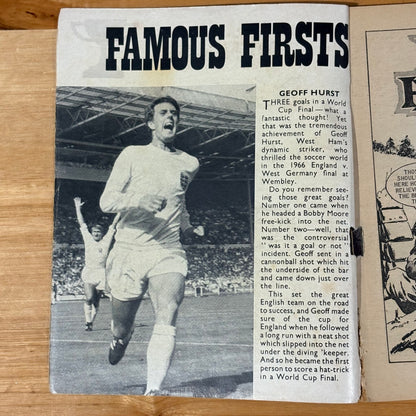 FAMOUS FIRSTS
GEOFF HURST
THREE goals in a World
Cup Final—what a
fantastic thought! Yet
that was the tremendous
achievement of Geoff
Hurst, West Ham's
dynamic striker, who
thrilled the soccer world
in the 1966 England v.
West Germany final at
Wembley.
Do you remember see-
ing those great goals?
Number one came when
he headed a Bobby Moore
free-kick into the net.
Number two—well, that
was the controversial
"was it a goal or not"
incident. Geoff sent in a
cannonball shot which hit
the underside of the bar
and came down just over
the line.
This set the great
English team on the road
to success, and Geoff made
sure of the cup for
England when he followed
a long run with a neat shot
which slipped into the net
under the diving 'keeper.
And so he became the first
person to score a hat-trick
in a World Cup Final.
THOS
SHOUL
HERE HO
BELIEV